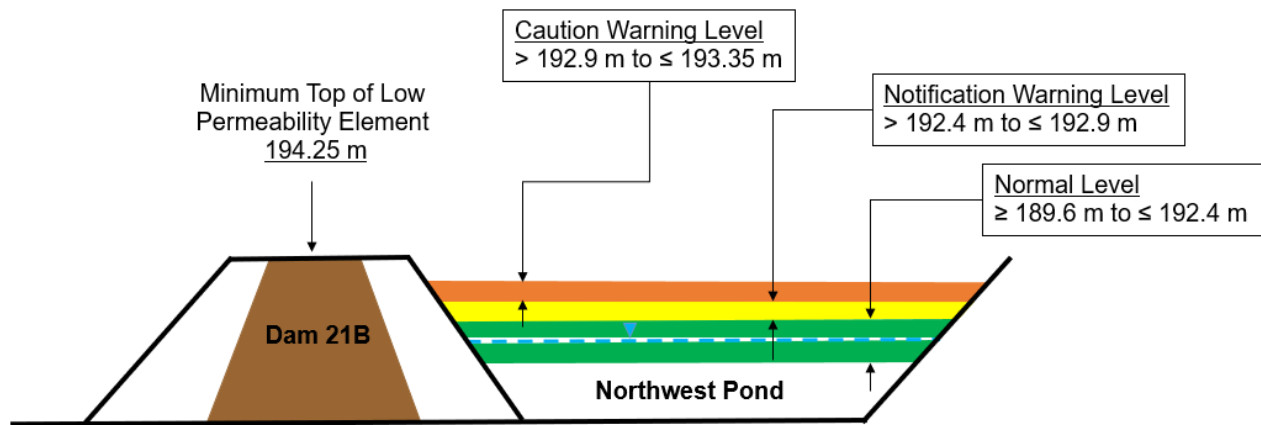 Caution Warning Level
> 192.9 m to ≤ 193.35 m
Minimum Top of Low
Permeability Element
194.25 m
Notification Warning Level
> 192.4 m to ≤ 192.9 m
Normal Level
≥ 189.6 m to ≤ 192.4 m
Dam 21B
Northwest Pond